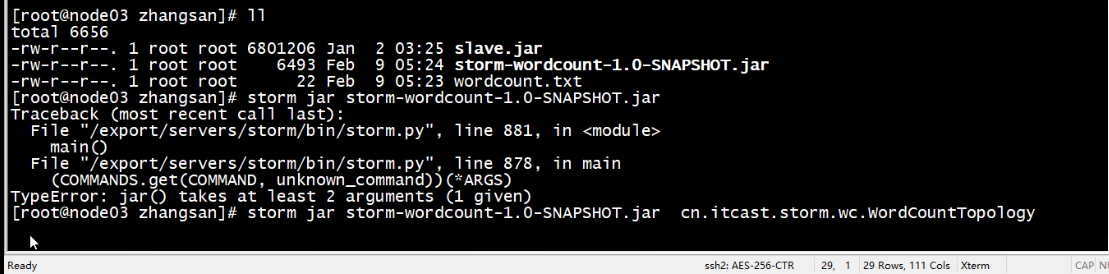 [root@node03 zhangsan]# ll
total 6656
-rw-r--r--. 1 root root 6801206 Jan  2 03:25 slave.jar
-rw-r--r--. 1 root root    6493 Feb  9 05:24 storm-wordcount-1.0-SNAPSHOT.jar
-rw-r--r--. 1 root root      22 Feb  9 05:23 wordcount.txt
[root@node03 zhangsan]# storm jar storm-wordcount-1.0-SNAPSHOT.jar
Traceback (most recent call last):
  File "/export/servers/storm/bin/storm.py", line 881, in <module>
    main()
  File "/export/servers/storm/bin/storm.py", line 878, in main
    (COMMANDS.get(COMMAND, unknown_command))(*ARGS)
TypeError: jar() takes at least 2 arguments (1 given)
[root@node03 zhangsan]# storm jar storm-wordcount-1.0-SNAPSHOT.jar  cn.itcast.storm.wc.WordCountTopology
Ready ssh2: AES-256-CTR 29, 1 29 Rows, 111 Cols Xterm CAP